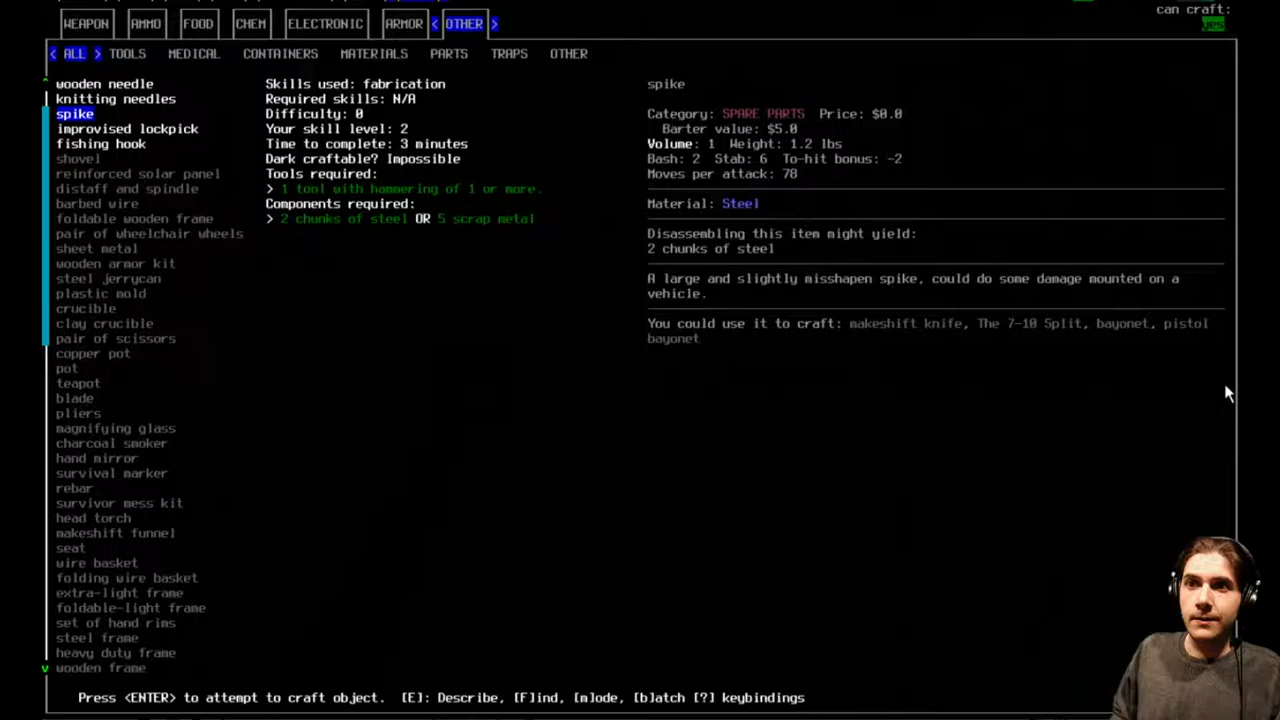 can craft:
WEAPON AMMO FOOD CHEM ELECTRONIC ARMOR < OTHER > yes
< ALL > TOOLS MEDICAL CONTAINERS MATERIALS PARTS TRAPS OTHER
wooden needle
knitting needles
spike
improvised lockpick
fishing hook
shovel
reinforced solar panel
distaff and spindle
barbed wire
foldable wooden frame
pair of wheelchair wheels
sheet metal
wooden armor kit
steel jerrycan
plastic mold
crucible
clay crucible
pair of scissors
copper pot
pot
teapot
blade
pliers
magnifying glass
charcoal smoker
hand mirror
survival marker
rebar
survivor mess kit
head torch
makeshift funnel
seat
wire basket
folding wire basket
extra-light frame
foldable-light frame
set of hand rims
steel frame
heavy duty frame
v wooden frame
Skills used: fabrication
Required skills: N/A
Difficulty: 0
Your skill level: 2
Time to complete: 3 minutes
Dark craftable? Impossible
Tools required:
> 1 tool with hammering of 1 or more.
Components required:
> 2 chunks of steel OR 5 scrap metal
spike
Category: SPARE PARTS Price: $0.0
Barter value: $5.0
Volume: 1 Weight: 1.2 lbs
Bash: 2 Stab: 6 To-hit bonus: -2
Moves per attack: 78
Material: Steel
Disassembling this item might yield:
2 chunks of steel
A large and slightly misshapen spike, could do some damage mounted on a
vehicle.
You could use it to craft: makeshift knife, The 7-10 Split, bayonet, pistol
bayonet
Press <ENTER> to attempt to craft object. [E]: Describe, [F]ind, [m]ode, [b]atch [?] keybindings